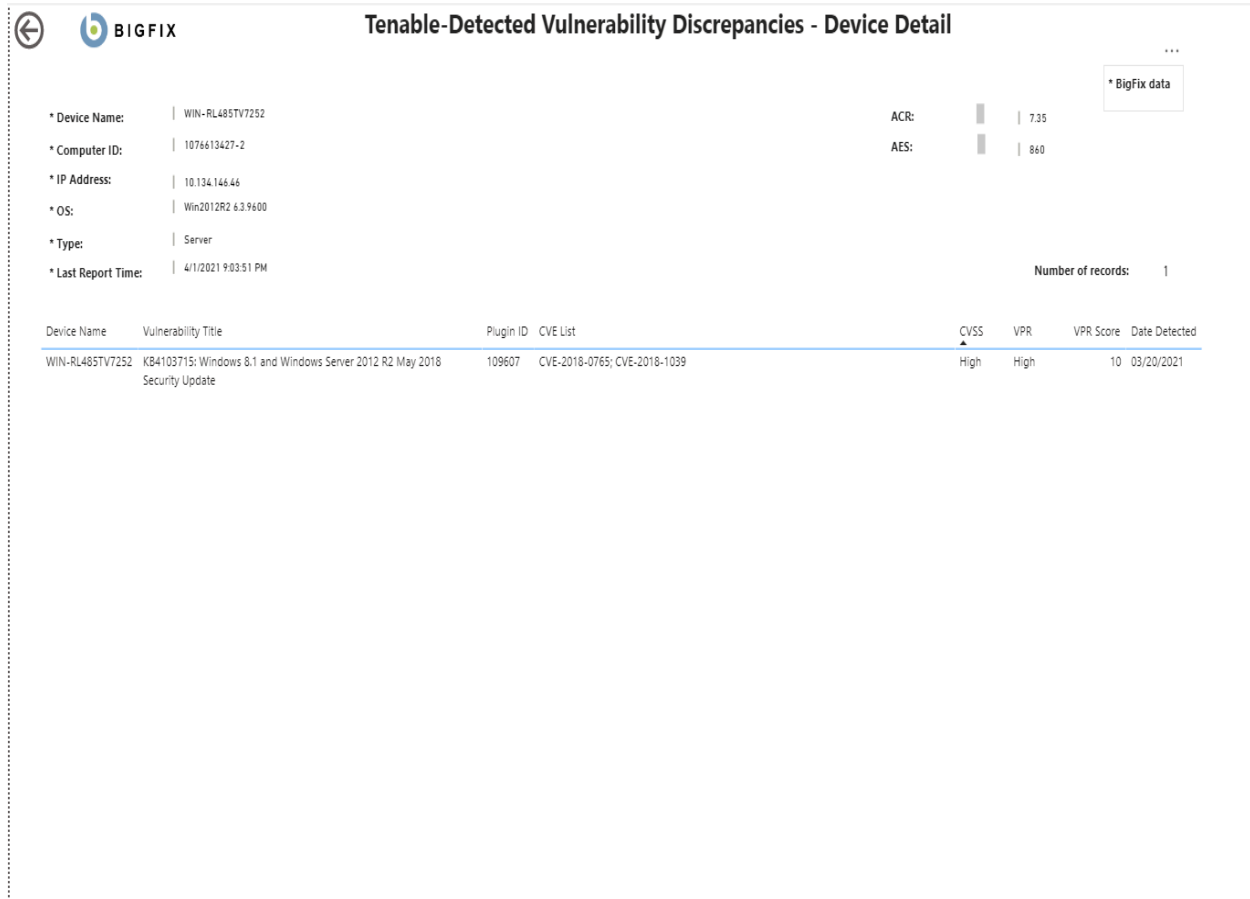 BIGFIX
Tenable-Detected Vulnerability Discrepancies - Device Detail
...
* BigFix data
* Device Name: WIN-RL485TV7252
* Computer ID: 1076613427-2
* IP Address: 10.134.146.46
* OS: Win2012R2 6.3.9600
* Type: Server
* Last Report Time: 4/1/2021 9:03:51 PM
ACR: 7.35
AES: 860
Number of records: 1
Device Name Vulnerability Title Plugin ID CVE List CVSS VPR VPR Score Date Detected
WIN-RL485TV7252 KB4103715: Windows 8.1 and Windows Server 2012 R2 May 2018 109607 CVE-2018-0765; CVE-2018-1039 High High 10 03/20/2021
Security Update